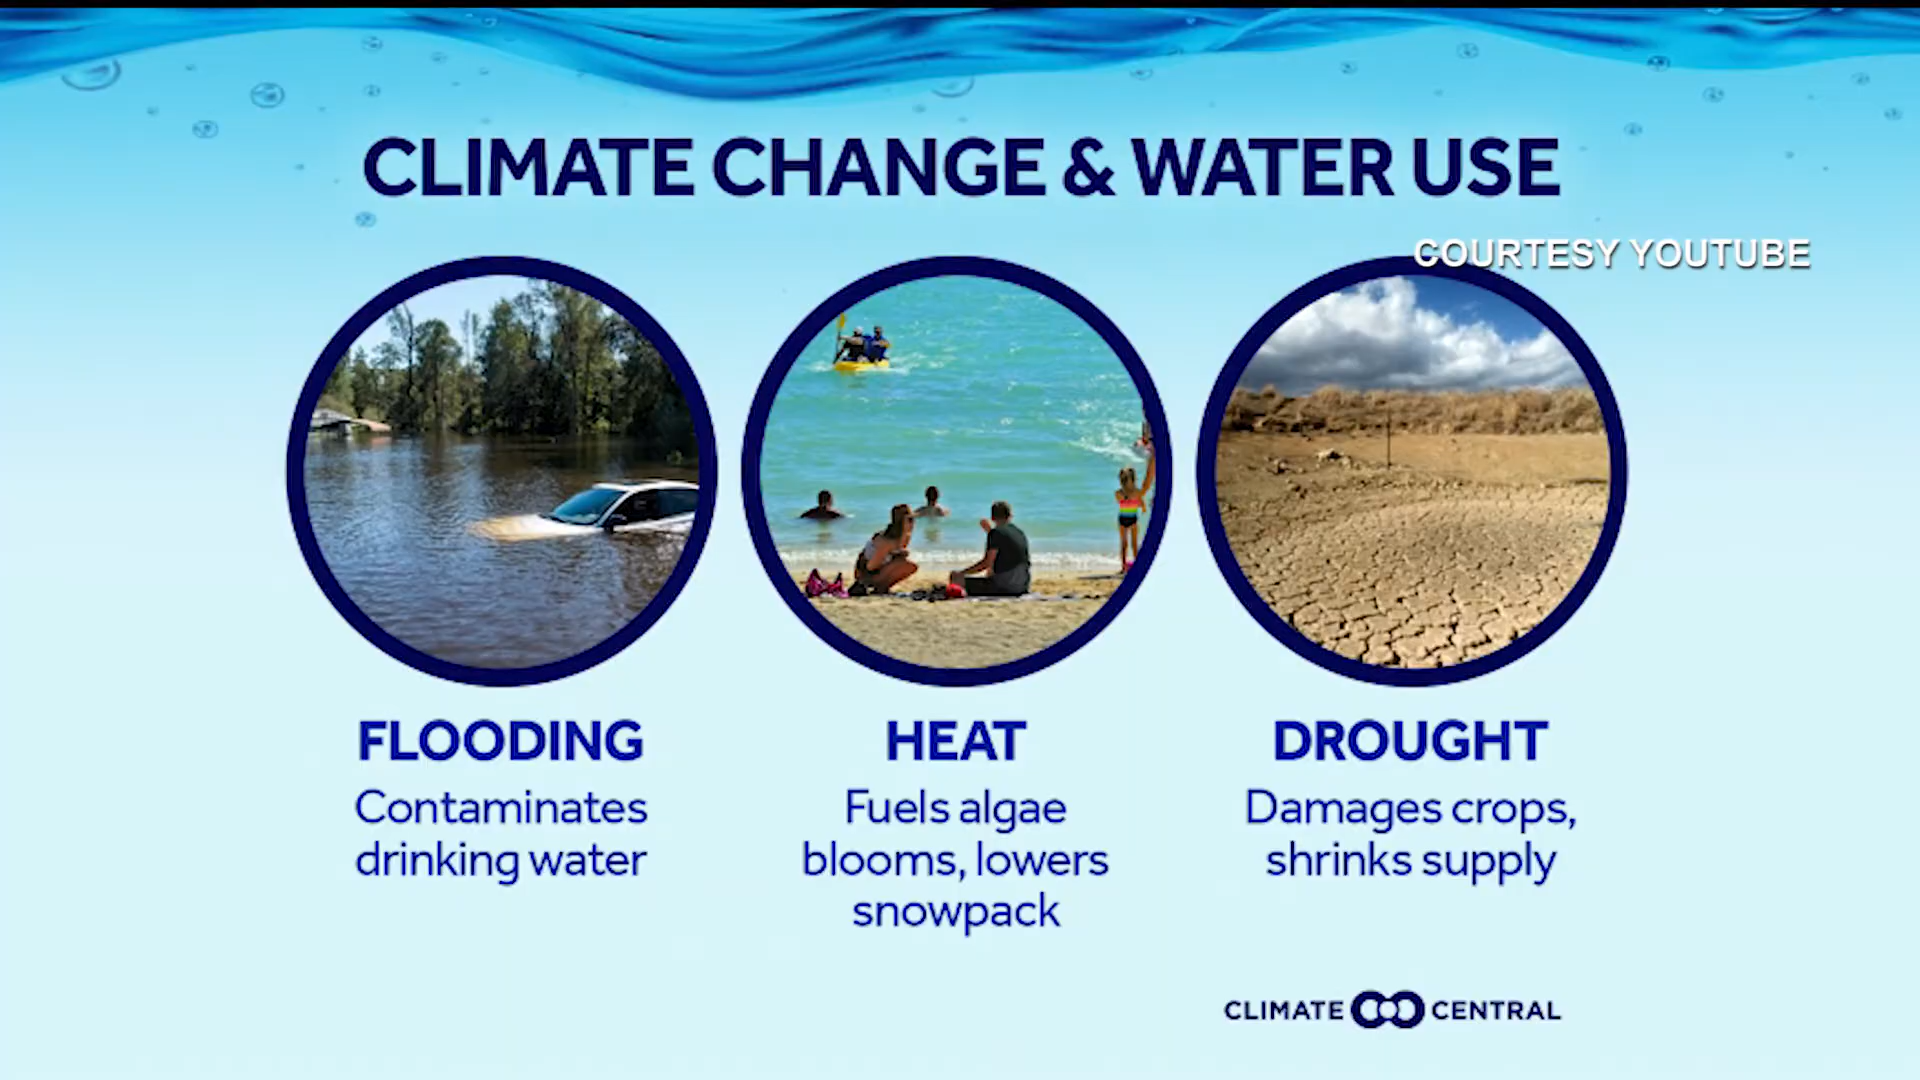 CLIMATE CHANGE & WATER USE
COURTESY YOUTUBE
FLOODING
Contaminates
drinking water
HEAT
Fuels algae
blooms, lowers
snowpack
DROUGHT
Damages crops,
shrinks supply
CLIMATE CENTRAL